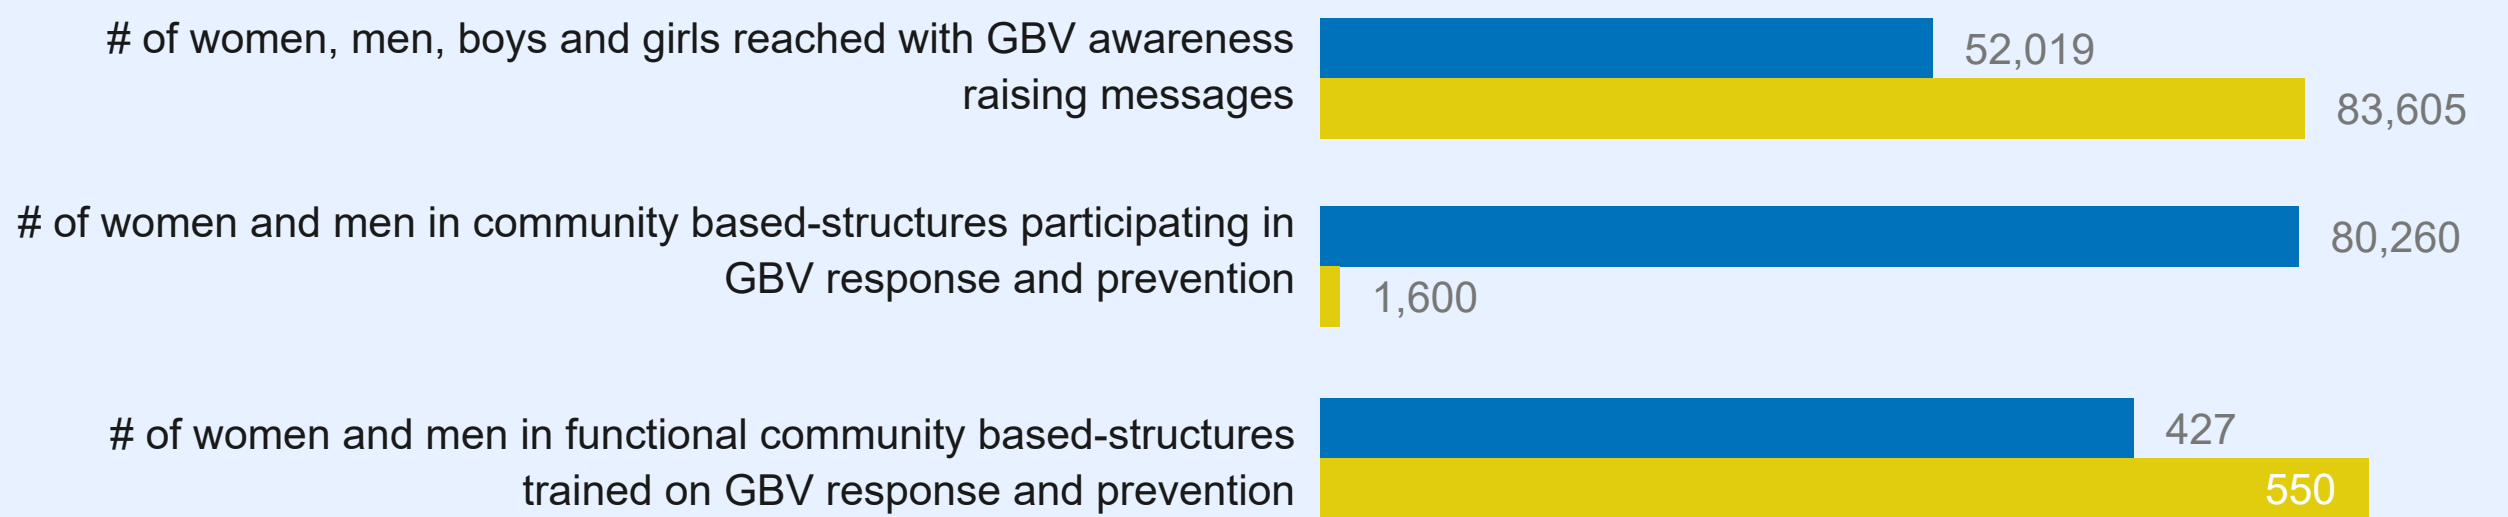 # of women, men, boys and girls reached with GBV awareness
raising messages
52,019
83,605
# of women and men in community based-structures participating in
GBV response and prevention
80,260
1,600
# of women and men in functional community based-structures
trained on GBV response and prevention
427
550